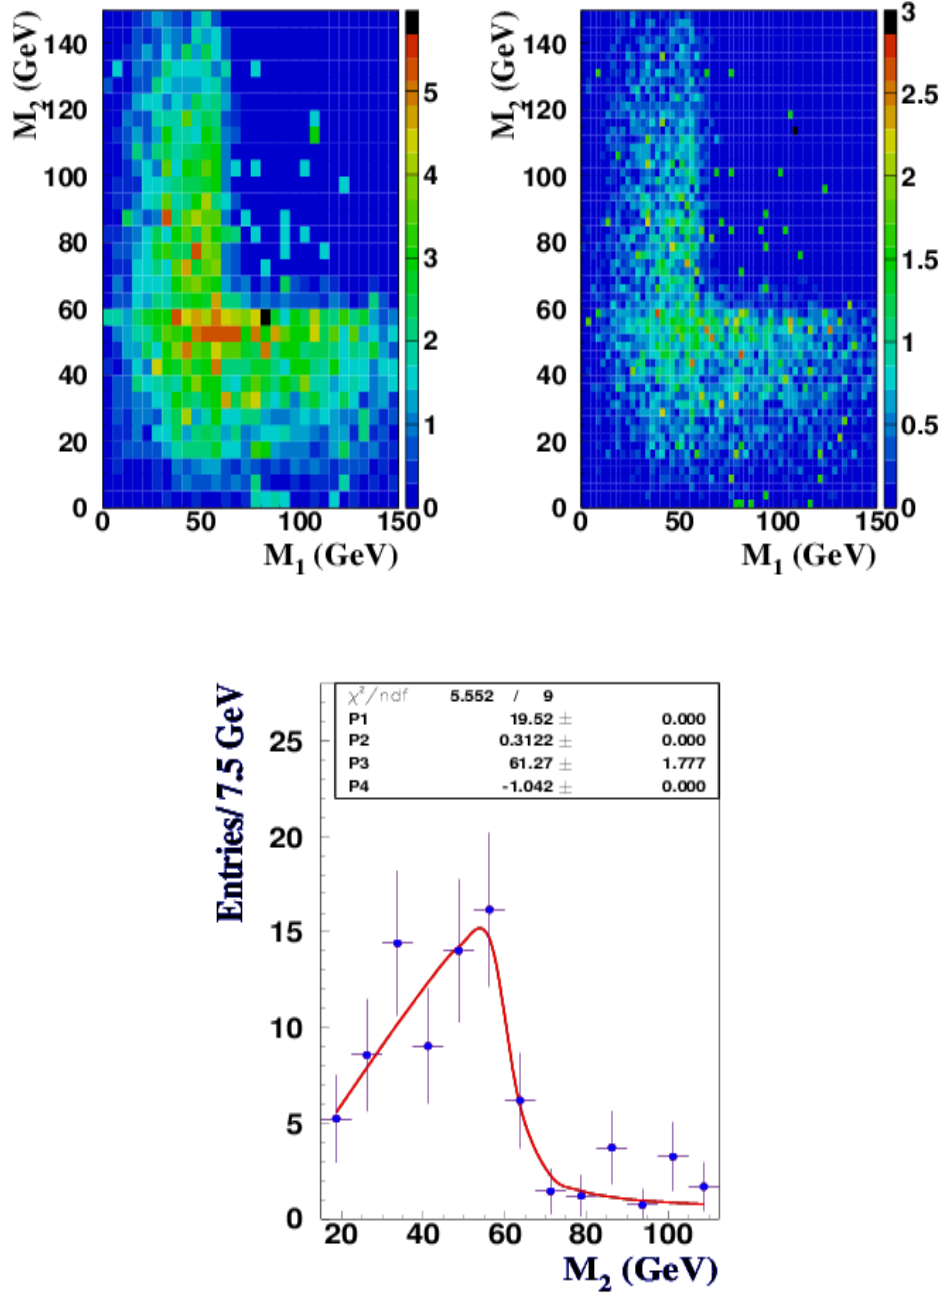 M2 (GeV)
140
120
100
80
60
40
20
0
0 50 100 150
M1 (GeV)
5
4
3
2
1
0
M2 (GeV)
140
120
100
80
60
40
20
0
0 50 100 150
M1 (GeV)
3
2.5
2
1.5
1
0.5
0
Entries/ 7.5 GeV
25
20
15
10
5
0
χ²/ndf 5.552 / 9
P1 19.52 ± 0.000
P2 0.3122 ± 0.000
P3 61.27 ± 1.777
P4 -1.042 ± 0.000
20 40 60 80 100
M2 (GeV)